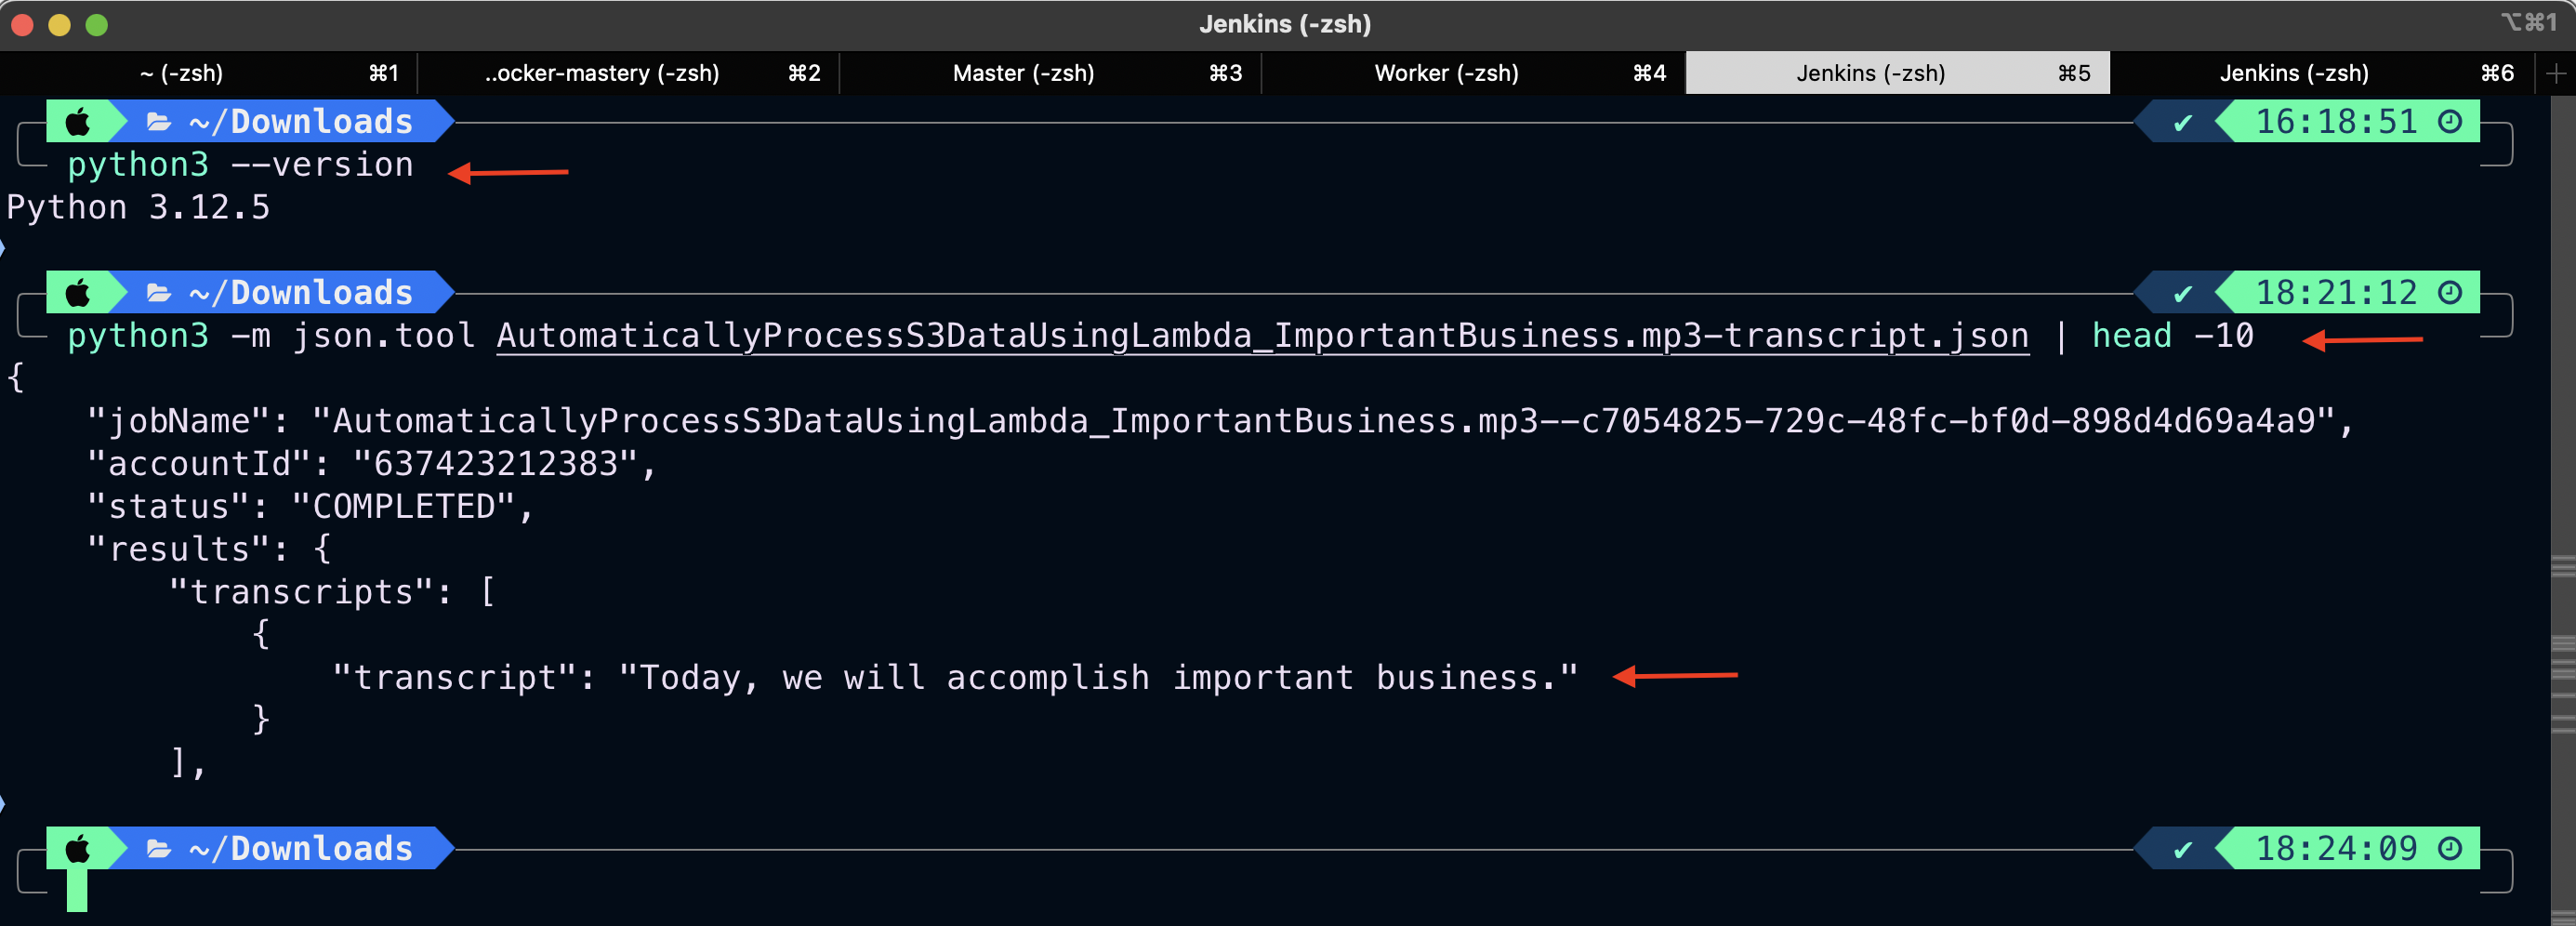 Jenkins (-zsh) ⌥⌘1
~ (-zsh) ⌘1 ..ocker-mastery (-zsh) ⌘2 Master (-zsh) ⌘3 Worker (-zsh) ⌘4 Jenkins (-zsh) ⌘5 Jenkins (-zsh) ⌘6 +
~/Downloads ✔ 16:18:51
python3 --version
Python 3.12.5
~/Downloads ✔ 18:21:12
python3 -m json.tool AutomaticallyProcessS3DataUsingLambda_ImportantBusiness.mp3-transcript.json | head -10
{
    "jobName": "AutomaticallyProcessS3DataUsingLambda_ImportantBusiness.mp3--c7054825-729c-48fc-bf0d-898d4d69a4a9",
    "accountId": "637423212383",
    "status": "COMPLETED",
    "results": {
        "transcripts": [
            {
                "transcript": "Today, we will accomplish important business."
            }
        ],
~/Downloads ✔ 18:24:09